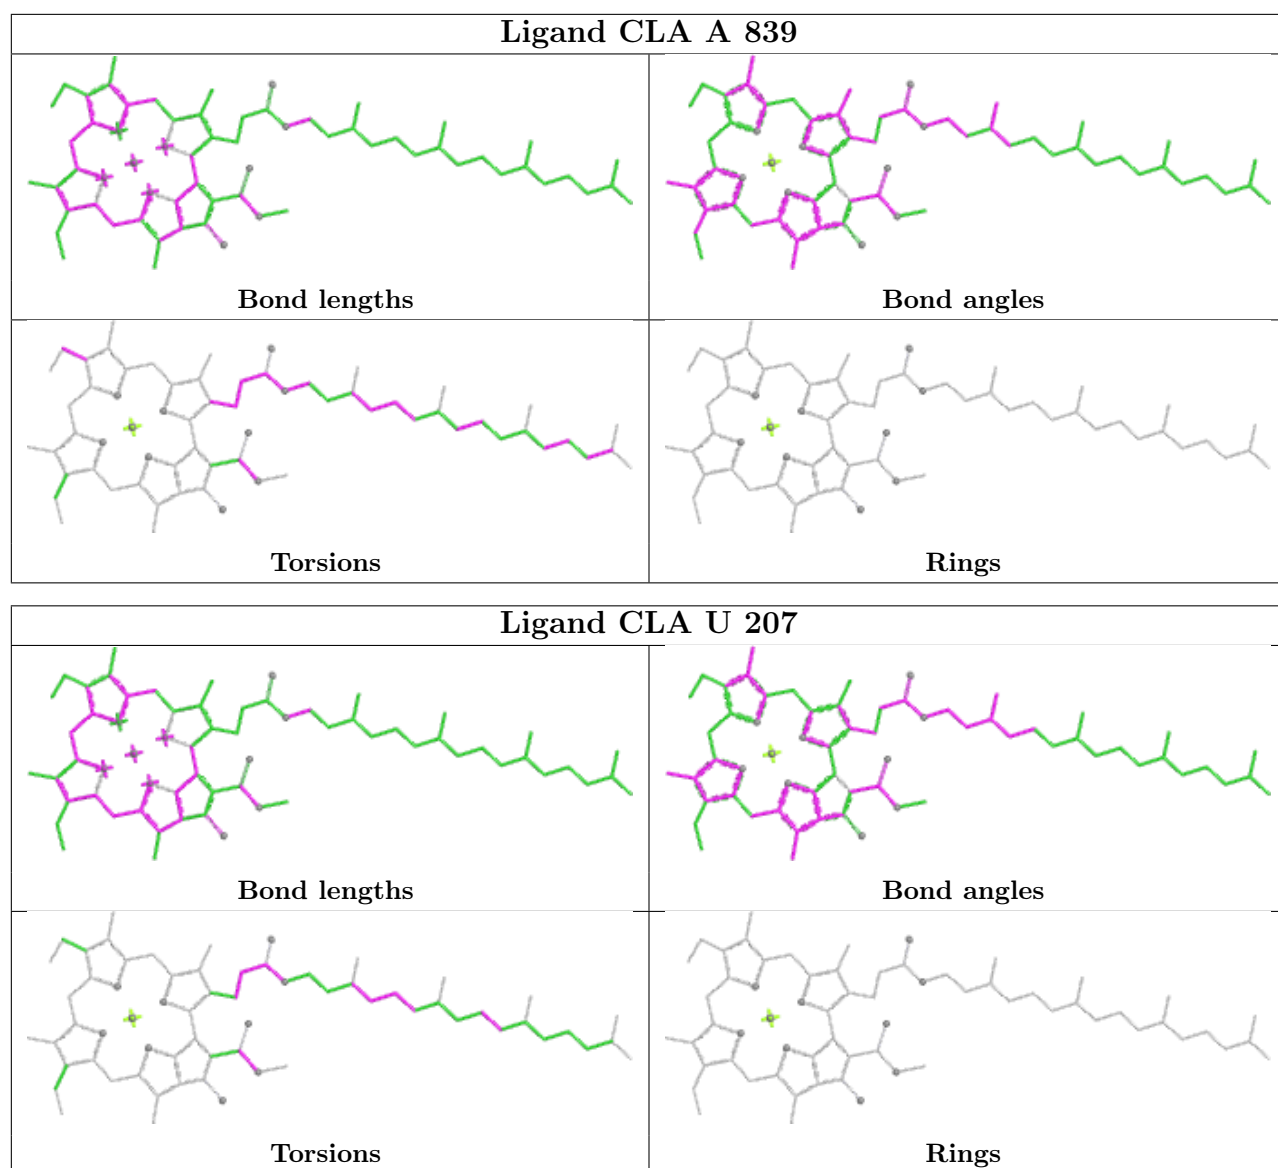 Ligand CLA A 839
Bond lengths
Bond angles
Torsions
Rings
Ligand CLA U 207
Bond lengths
Bond angles
Torsions
Rings